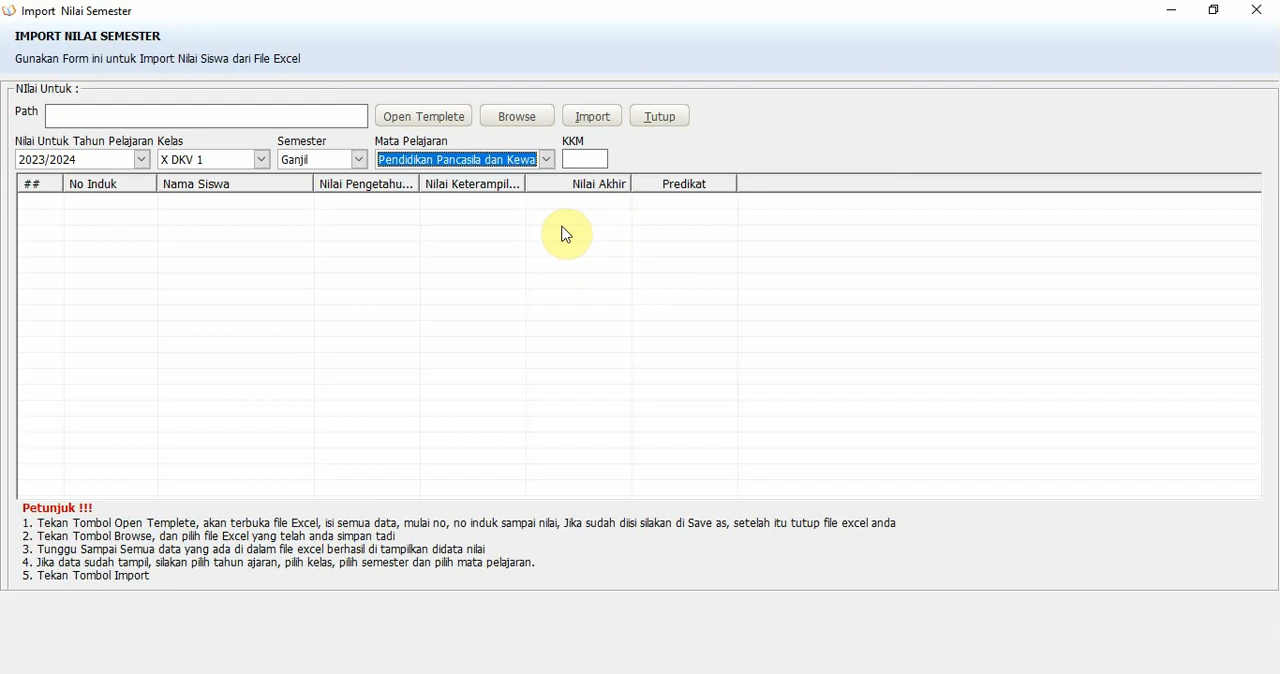 Import Nilai Semester
IMPORT NILAI SEMESTER
Gunakan Form ini untuk Import Nilai Siswa dari File Excel
NIlai Untuk :
Path
Open Templete
Browse
Import
Tutup
Nilai Untuk Tahun Pelajaran Kelas Semester Mata Pelajaran KKM
2023/2024 X DKV 1 Ganjil Pendidikan Pancasila dan Kewa
## No Induk Nama Siswa Nilai Pengetahu... Nilai Keterampil... Nilai Akhir Predikat
Petunjuk !!!
1. Tekan Tombol Open Templete, akan terbuka file Excel, isi semua data, mulai no, no induk sampai nilai, Jika sudah diisi silakan di Save as, setelah itu tutup file excel anda
2. Tekan Tombol Browse, dan pilih file Excel yang telah anda simpan tadi
3. Tunggu Sampai Semua data yang ada di dalam file excel berhasil di tampilkan didata nilai
4. Jika data sudah tampil, silakan pilih tahun ajaran, pilih kelas, pilih semester dan pilih mata pelajaran.
5. Tekan Tombol Import